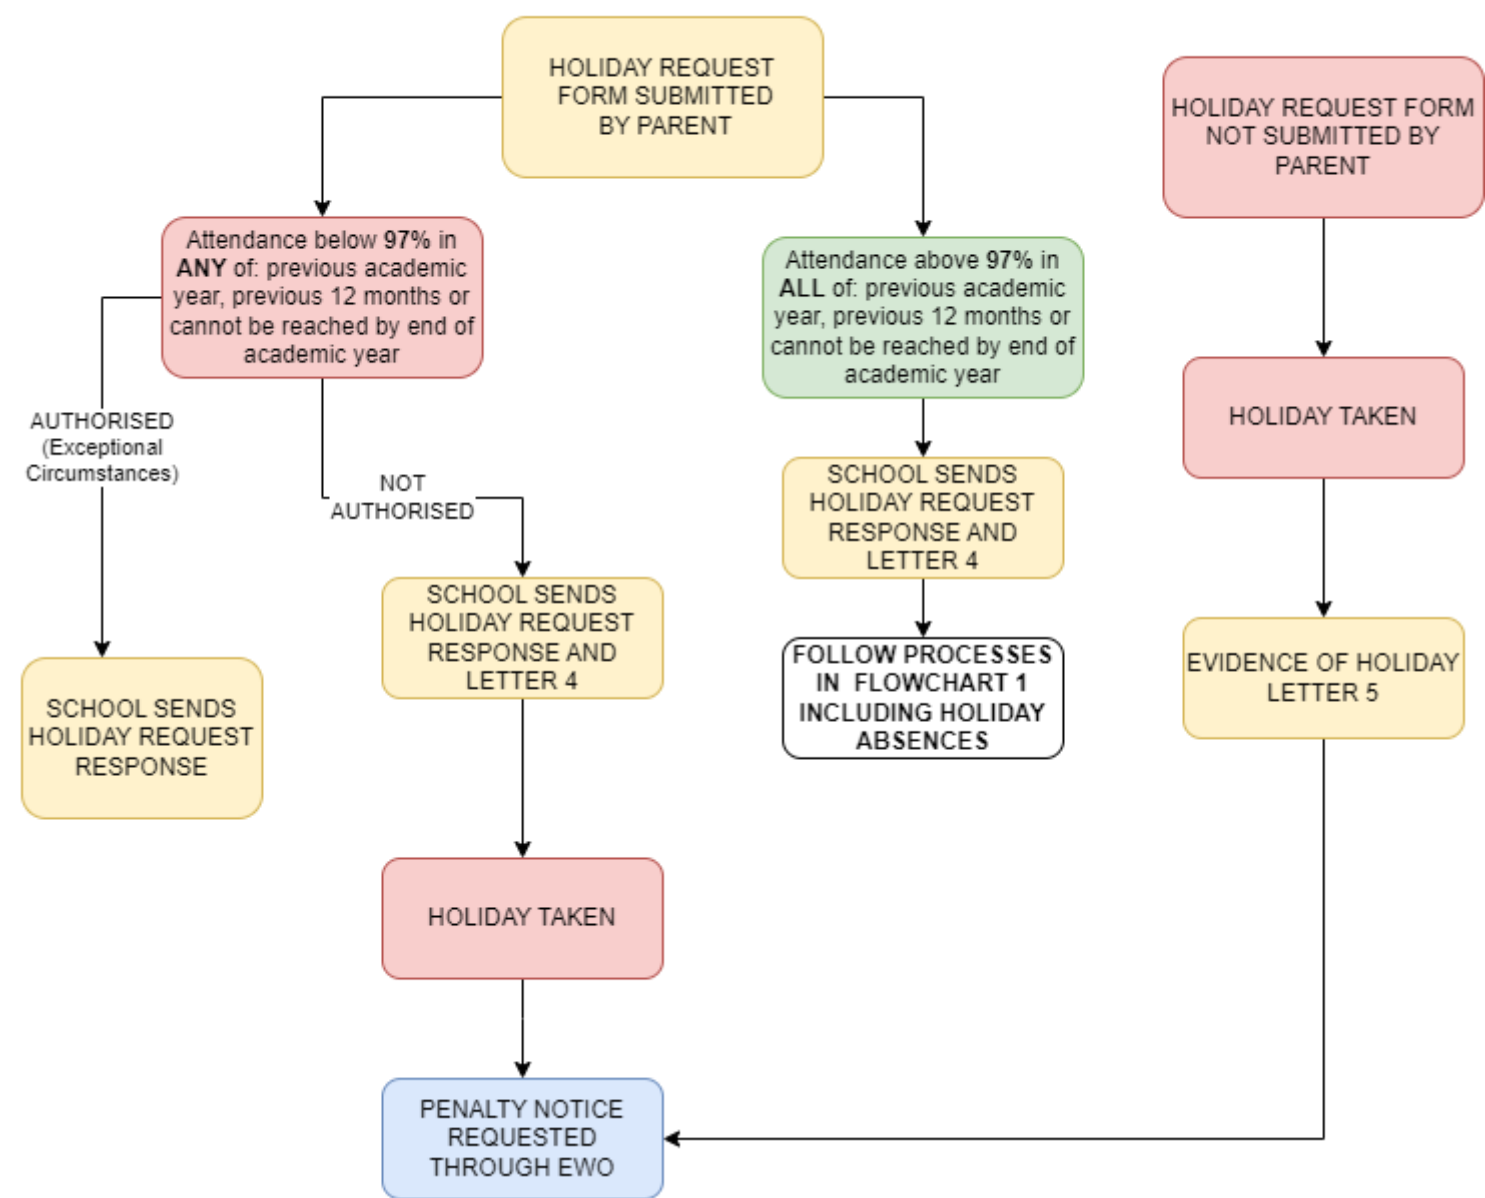 HOLIDAY REQUEST
FORM SUBMITTED
BY PARENT
HOLIDAY REQUEST FORM
NOT SUBMITTED BY
PARENT
Attendance below 97% in
ANY of: previous academic
year, previous 12 months or
cannot be reached by end of
academic year
Attendance above 97% in
ALL of: previous academic
year, previous 12 months or
cannot be reached by end of
academic year
HOLIDAY TAKEN
AUTHORISED
(Exceptional
Circumstances)
NOT
AUTHORISED
SCHOOL SENDS
HOLIDAY REQUEST
RESPONSE AND
LETTER 4
SCHOOL SENDS
HOLIDAY REQUEST
RESPONSE AND
LETTER 4
FOLLOW PROCESSES
IN FLOWCHART 1
INCLUDING HOLIDAY
ABSENCES
EVIDENCE OF HOLIDAY
LETTER 5
SCHOOL SENDS
HOLIDAY REQUEST
RESPONSE
HOLIDAY TAKEN
PENALTY NOTICE
REQUESTED
THROUGH EWO